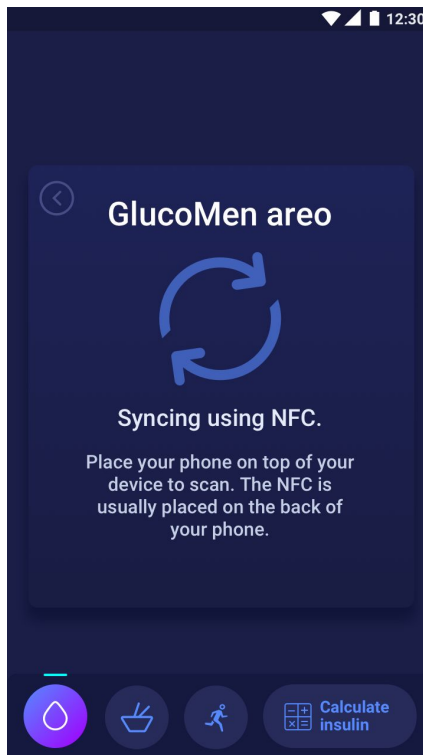 12:30
GlucoMen areo
Syncing using NFC.
Place your phone on top of your
device to scan. The NFC is
usually placed on the back of
your phone.
Calculate
insulin